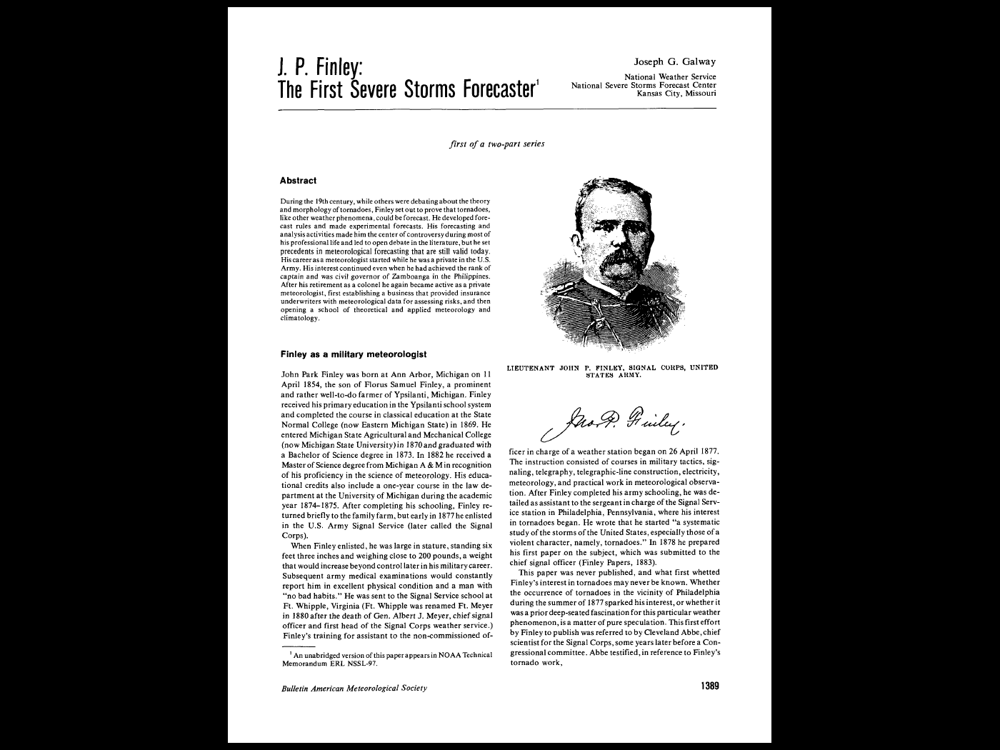 J. P. Finley:
The First Severe Storms Forecaster1
Joseph G. Galway
National Weather Service
National Severe Storms Forecast Center
Kansas City, Missouri
first of a two-part series
Abstract
During the 19th century, while others were debating about the theory
and morphology of tornadoes, Finley set out to prove that tornadoes,
like other weather phenomena, could be forecast. He developed fore-
cast rules and made experimental forecasts. His forecasting and
analysis activities made him the center of controversy during most of
his professional life and led to open debate in the literature, but he set
precedents in meteorological forecasting that are still valid today.
His career as a meteorologist started while he was a private in the U.S.
Army. His interest continued even when he had achieved the rank of
captain and was civil governor of Zamboanga in the Philippines.
After his retirement as a colonel he again became active as a private
meteorologist, first establishing a business that provided insurance
underwriters with meteorological data for assessing risks, and then
opening a school of theoretical and applied meteorology and
climatology.
Finley as a military meteorologist
John Park Finley was born at Ann Arbor, Michigan on 11
April 1854, the son of Florus Samuel Finley, a prominent
and rather well-to-do farmer of Ypsilanti, Michigan. Finley
received his primary education in the Ypsilanti school system
and completed the course in classical education at the State
Normal College (now Eastern Michigan State) in 1869. He
entered Michigan State Agricultural and Mechanical College
(now Michigan State University) in 1870 and graduated with
a Bachelor of Science degree in 1873. In 1882 he received a
Master of Science degree from Michigan A & M in recognition
of his proficiency in the science of meteorology. His educa-
tional credits also include a one-year course in the law de-
partment at the University of Michigan during the academic
year 1874–1875. After completing his schooling, Finley re-
turned briefly to the family farm, but early in 1877 he enlisted
in the U.S. Army Signal Service (later called the Signal
Corps).
When Finley enlisted, he was large in stature, standing six
feet three inches and weighing close to 200 pounds, a weight
that would increase beyond control later in his military career.
Subsequent army medical examinations would constantly
report him in excellent physical condition and a man with
“no bad habits.” He was sent to the Signal Service school at
Ft. Whipple, Virginia (Ft. Whipple was renamed Ft. Meyer
in 1880 after the death of Gen. Albert J. Meyer, chief signal
officer and first head of the Signal Corps weather service.)
Finley's training for assistant to the non-commissioned of-
1 An unabridged version of this paper appears in NOAA Technical
Memorandum ERL NSSL-97.
LIEUTENANT JOHN P. FINLEY, SIGNAL CORPS, UNITED
STATES ARMY.
Jno. P. Finley.
ficer in charge of a weather station began on 26 April 1877.
The instruction consisted of courses in military tactics, sig-
naling, telegraphy, telegraphic-line construction, electricity,
meteorology, and practical work in meteorological observa-
tion. After Finley completed his army schooling, he was de-
tailed as assistant to the sergeant in charge of the Signal Serv-
ice station in Philadelphia, Pennsylvania, where his interest
in tornadoes began. He wrote that he started “a systematic
study of the storms of the United States, especially those of a
violent character, namely, tornadoes.” In 1878 he prepared
his first paper on the subject, which was submitted to the
chief signal officer (Finley Papers, 1883).
This paper was never published, and what first whetted
Finley's interest in tornadoes may never be known. Whether
the occurrence of tornadoes in the vicinity of Philadelphia
during the summer of 1877 sparked his interest, or whether it
was a prior deep-seated fascination for this particular weather
phenomenon, is a matter of pure speculation. This first effort
by Finley to publish was referred to by Cleveland Abbe, chief
scientist for the Signal Corps, some years later before a Con-
gressional committee. Abbe testified, in reference to Finley's
tornado work,
Bulletin American Meteorological Society
1389